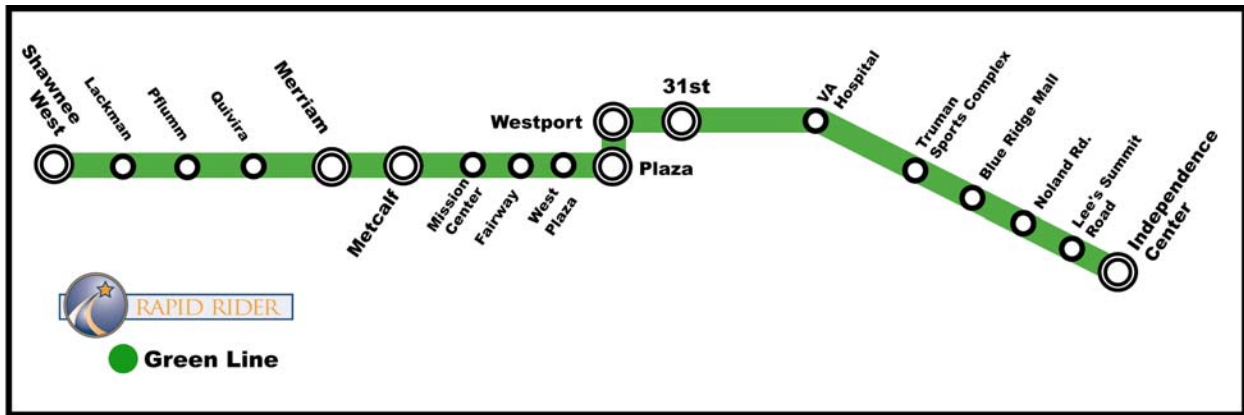 Shawnee
West
Lackman
Pflumm
Quivira
Merriam
Metcalf
Mission
Center
Fairway
West
Plaza
Westport
Plaza
31st
VA
Hospital
Truman
Sports Complex
Blue Ridge Mall
Noland Rd.
Lee's Summit
Road
Independence
Center
RAPID RIDER
Green Line